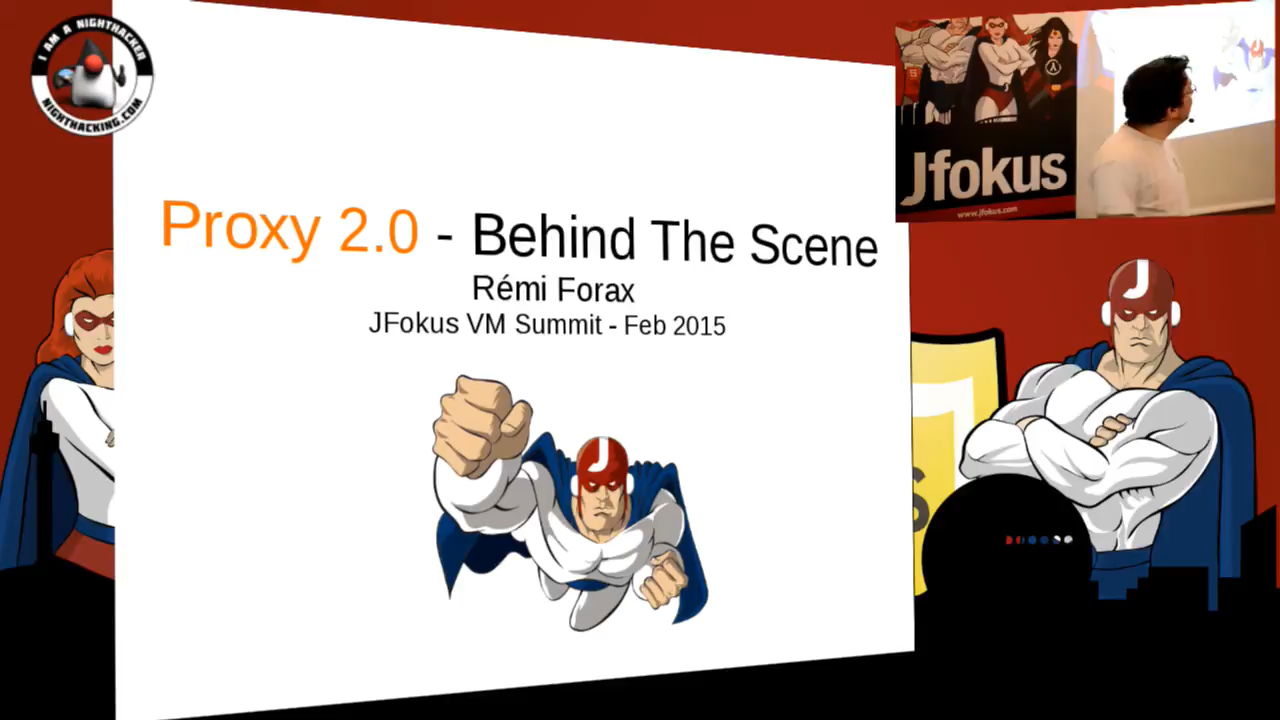 I AM A NIGHTHACKER
NIGHTHACKING.COM
Proxy 2.0 - Behind The Scene
Rémi Forax
JFokus VM Summit - Feb 2015
J
J
Jfokus
www.jfokus.com